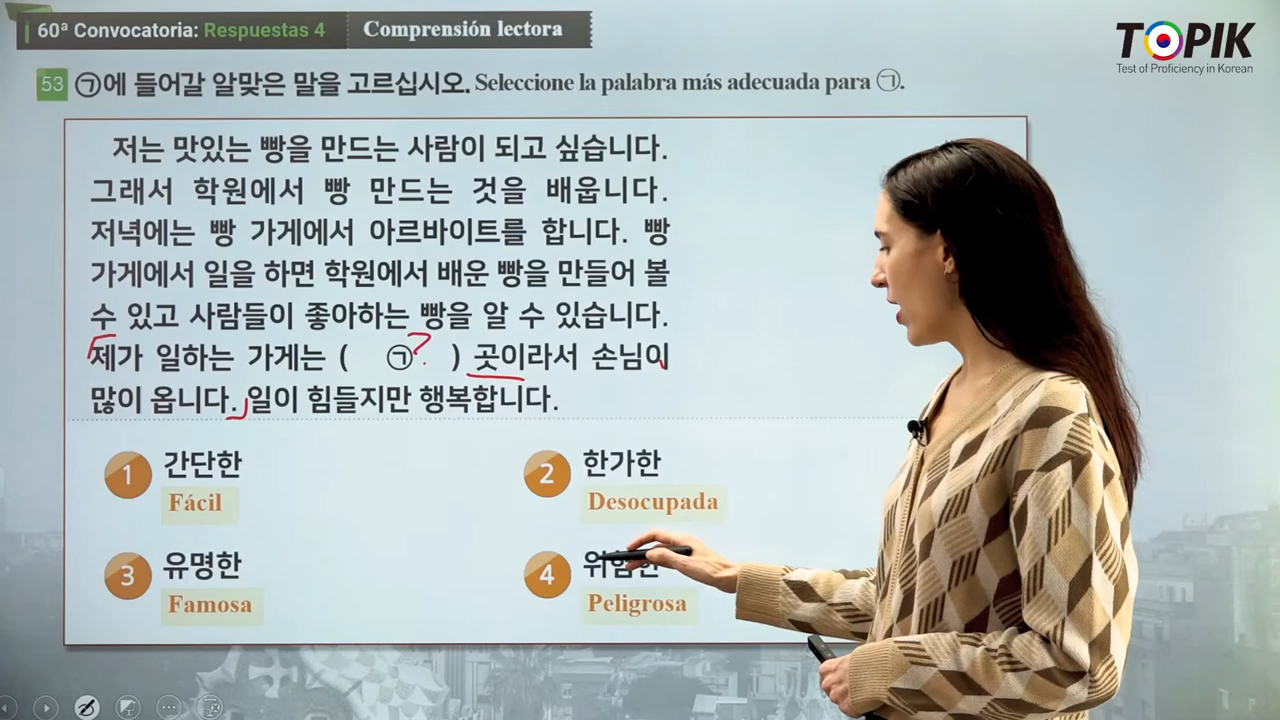 60ª Convocatoria: Respuestas 4 Comprensión lectora
TOPIK
Test of Proficiency in Korean
53 ㉠에 들어갈 알맞은 말을 고르십시오. Seleccione la palabra más adecuada para ㉠.
저는 맛있는 빵을 만드는 사람이 되고 싶습니다.
그래서 학원에서 빵 만드는 것을 배웁니다.
저녁에는 빵 가게에서 아르바이트를 합니다. 빵
가게에서 일을 하면 학원에서 배운 빵을 만들어 볼
수 있고 사람들이 좋아하는 빵을 알 수 있습니다.
제가 일하는 가게는 ( ㉠? ) 곳이라서 손님이
많이 옵니다. 일이 힘들지만 행복합니다.
1 간단한
Fácil
2 한가한
Desocupada
3 유명한
Famosa
4 위험한
Peligrosa